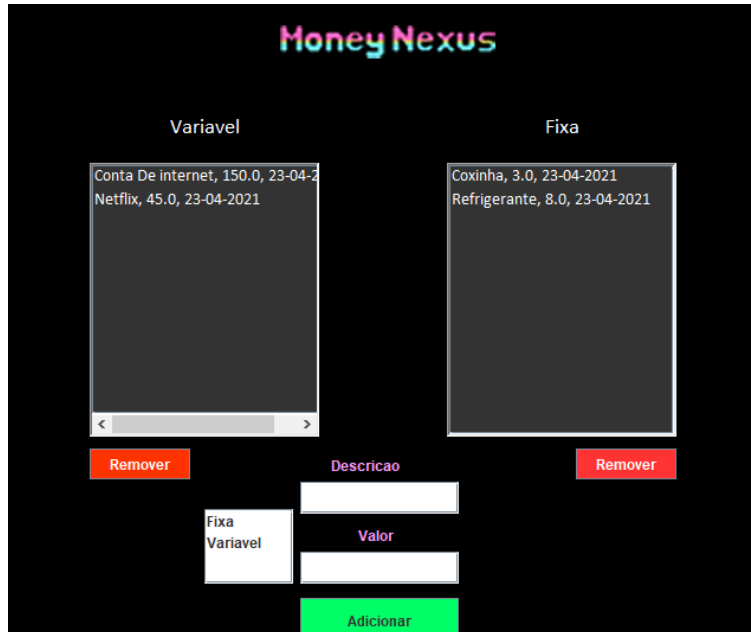 Money Nexus
Variavel
Fixa
Conta De internet, 150.0, 23-04-2
Netflix, 45.0, 23-04-2021
Coxinha, 3.0, 23-04-2021
Refrigerante, 8.0, 23-04-2021
Remover
Descricao
Remover
Fixa
Variavel
Valor
Adicionar